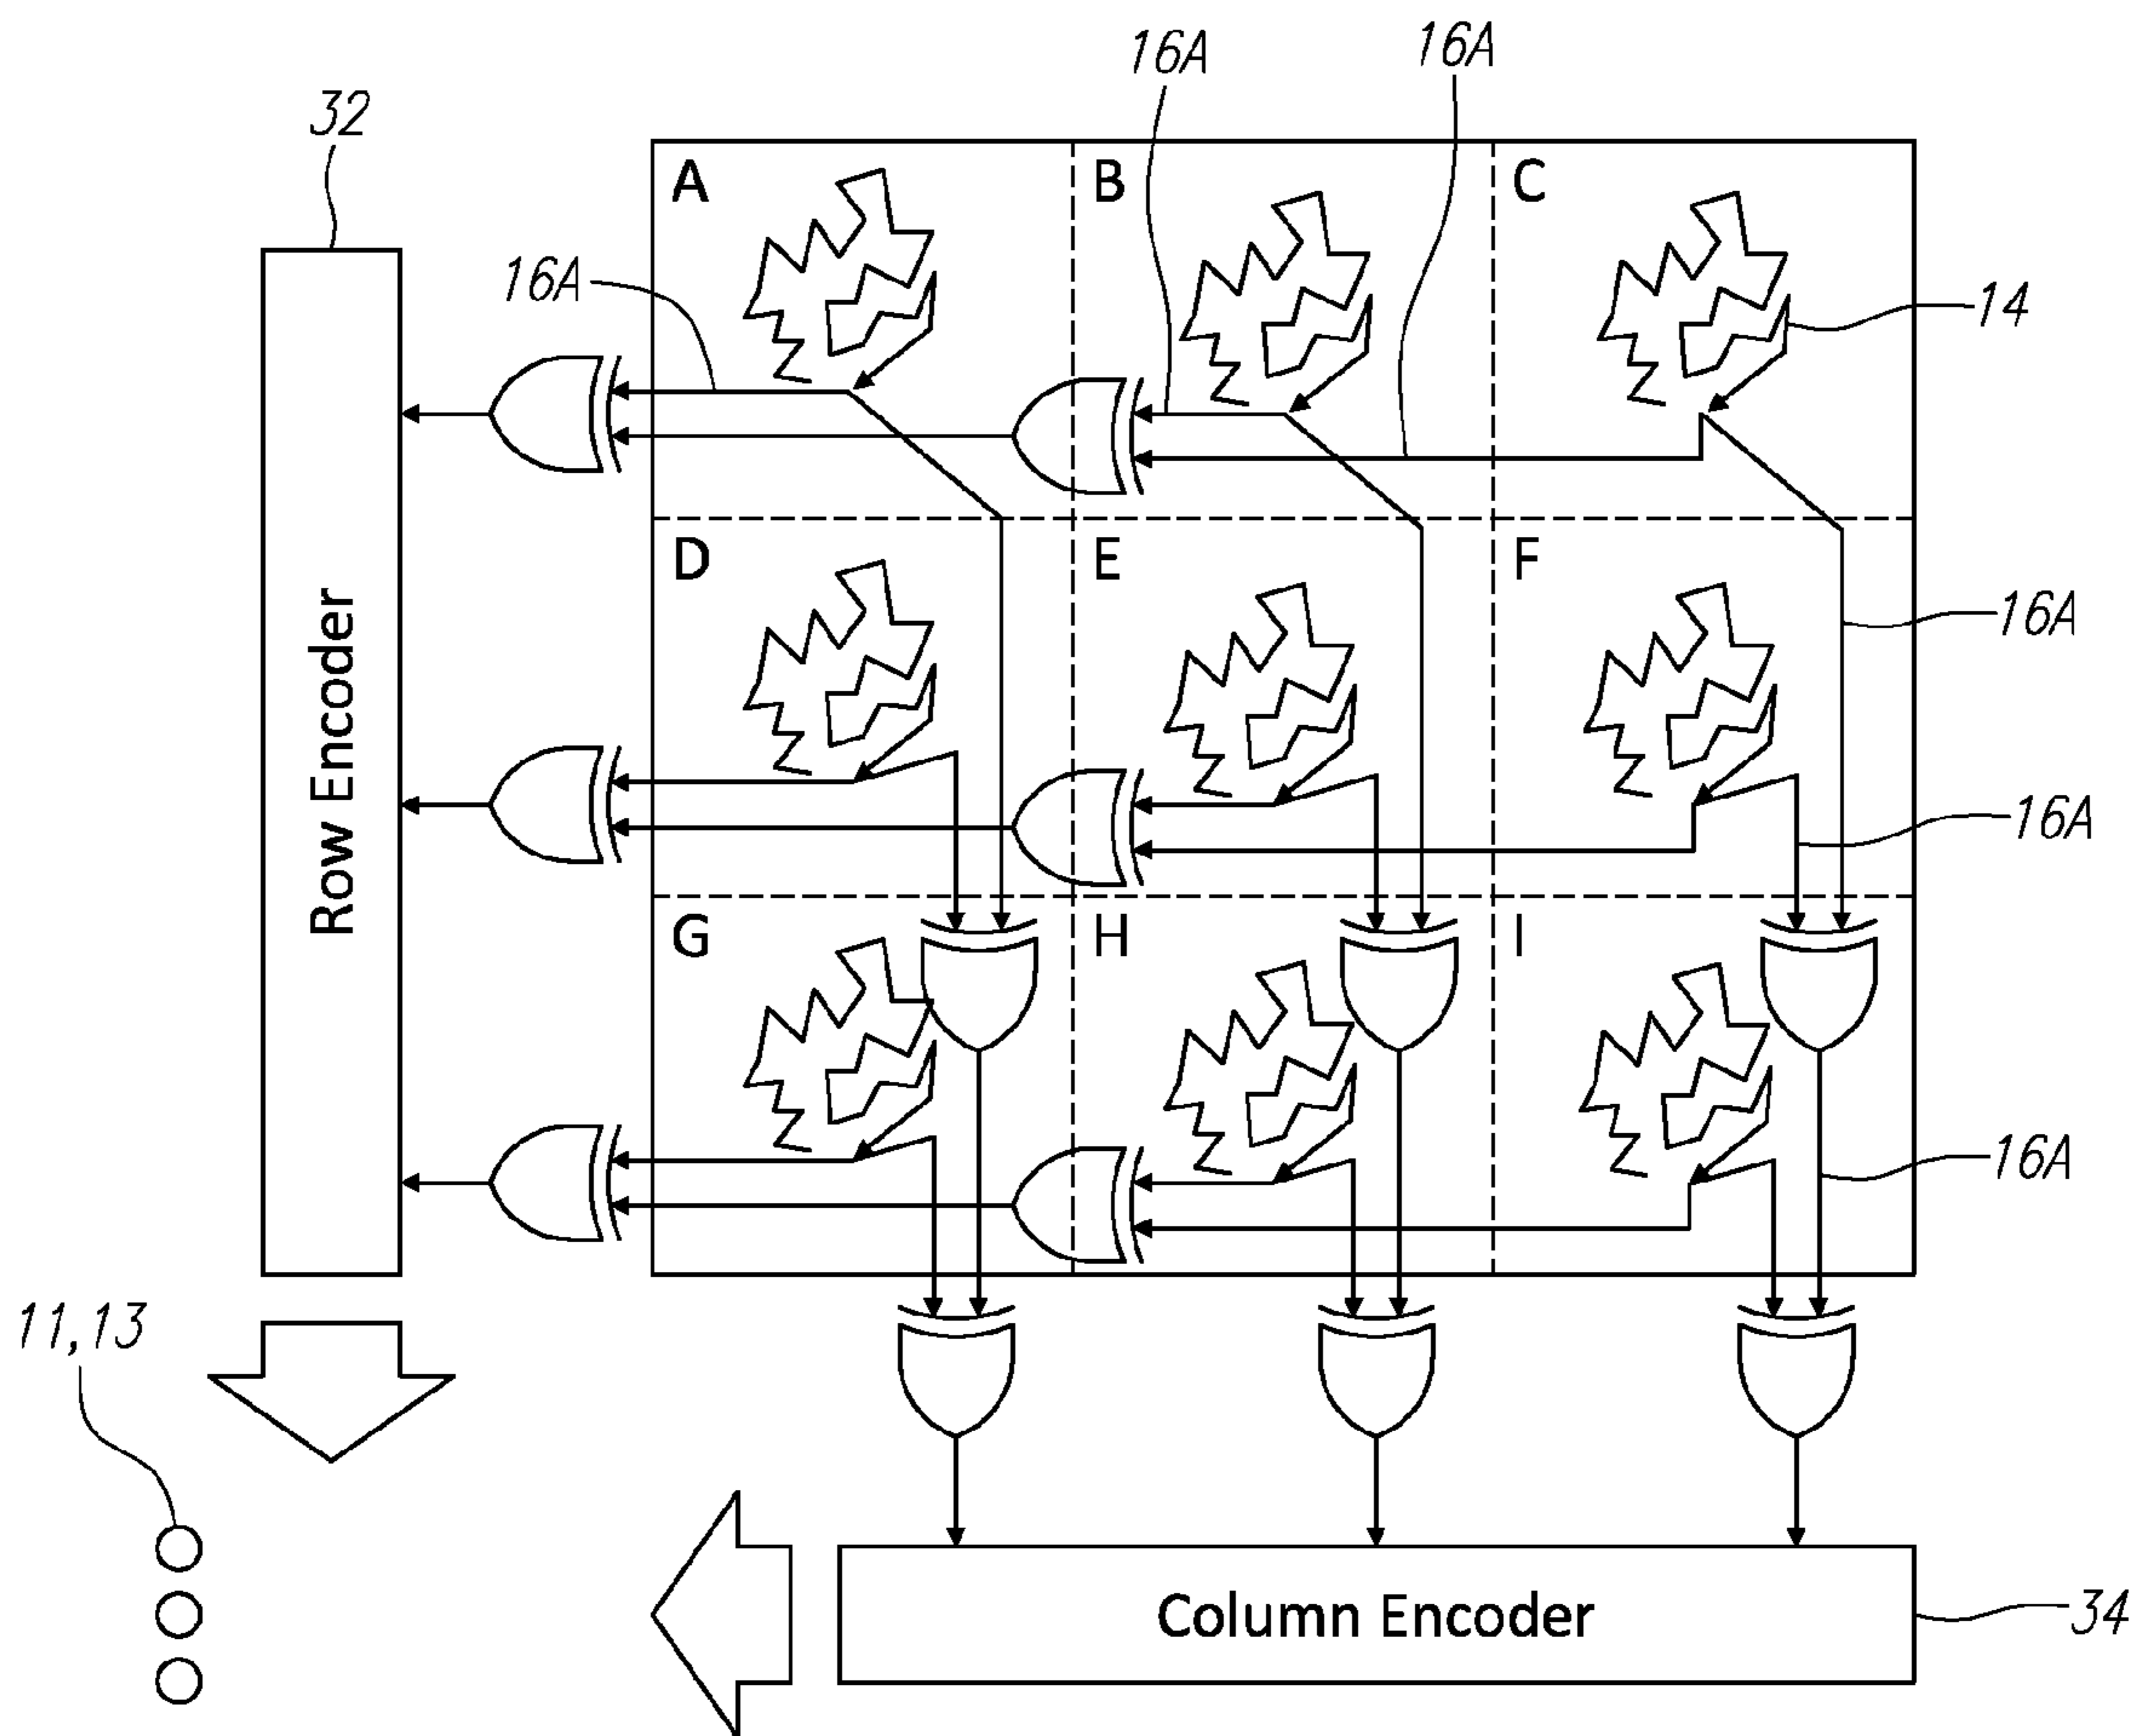 16A
16A
32
A
B
C
16A
14
D
E
F
16A
Row Encoder
16A
G
H
I
16A
11,13
Column Encoder
34